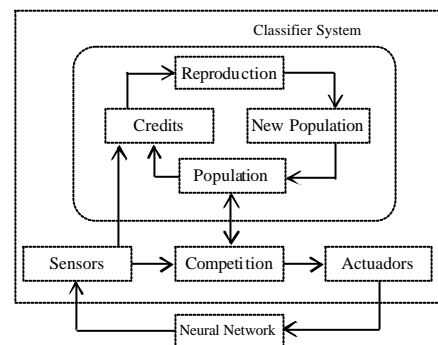 Classifier System
Reproduction
Credits
New Population
Population
Sensors
Competition
Actuadors
Neural Network